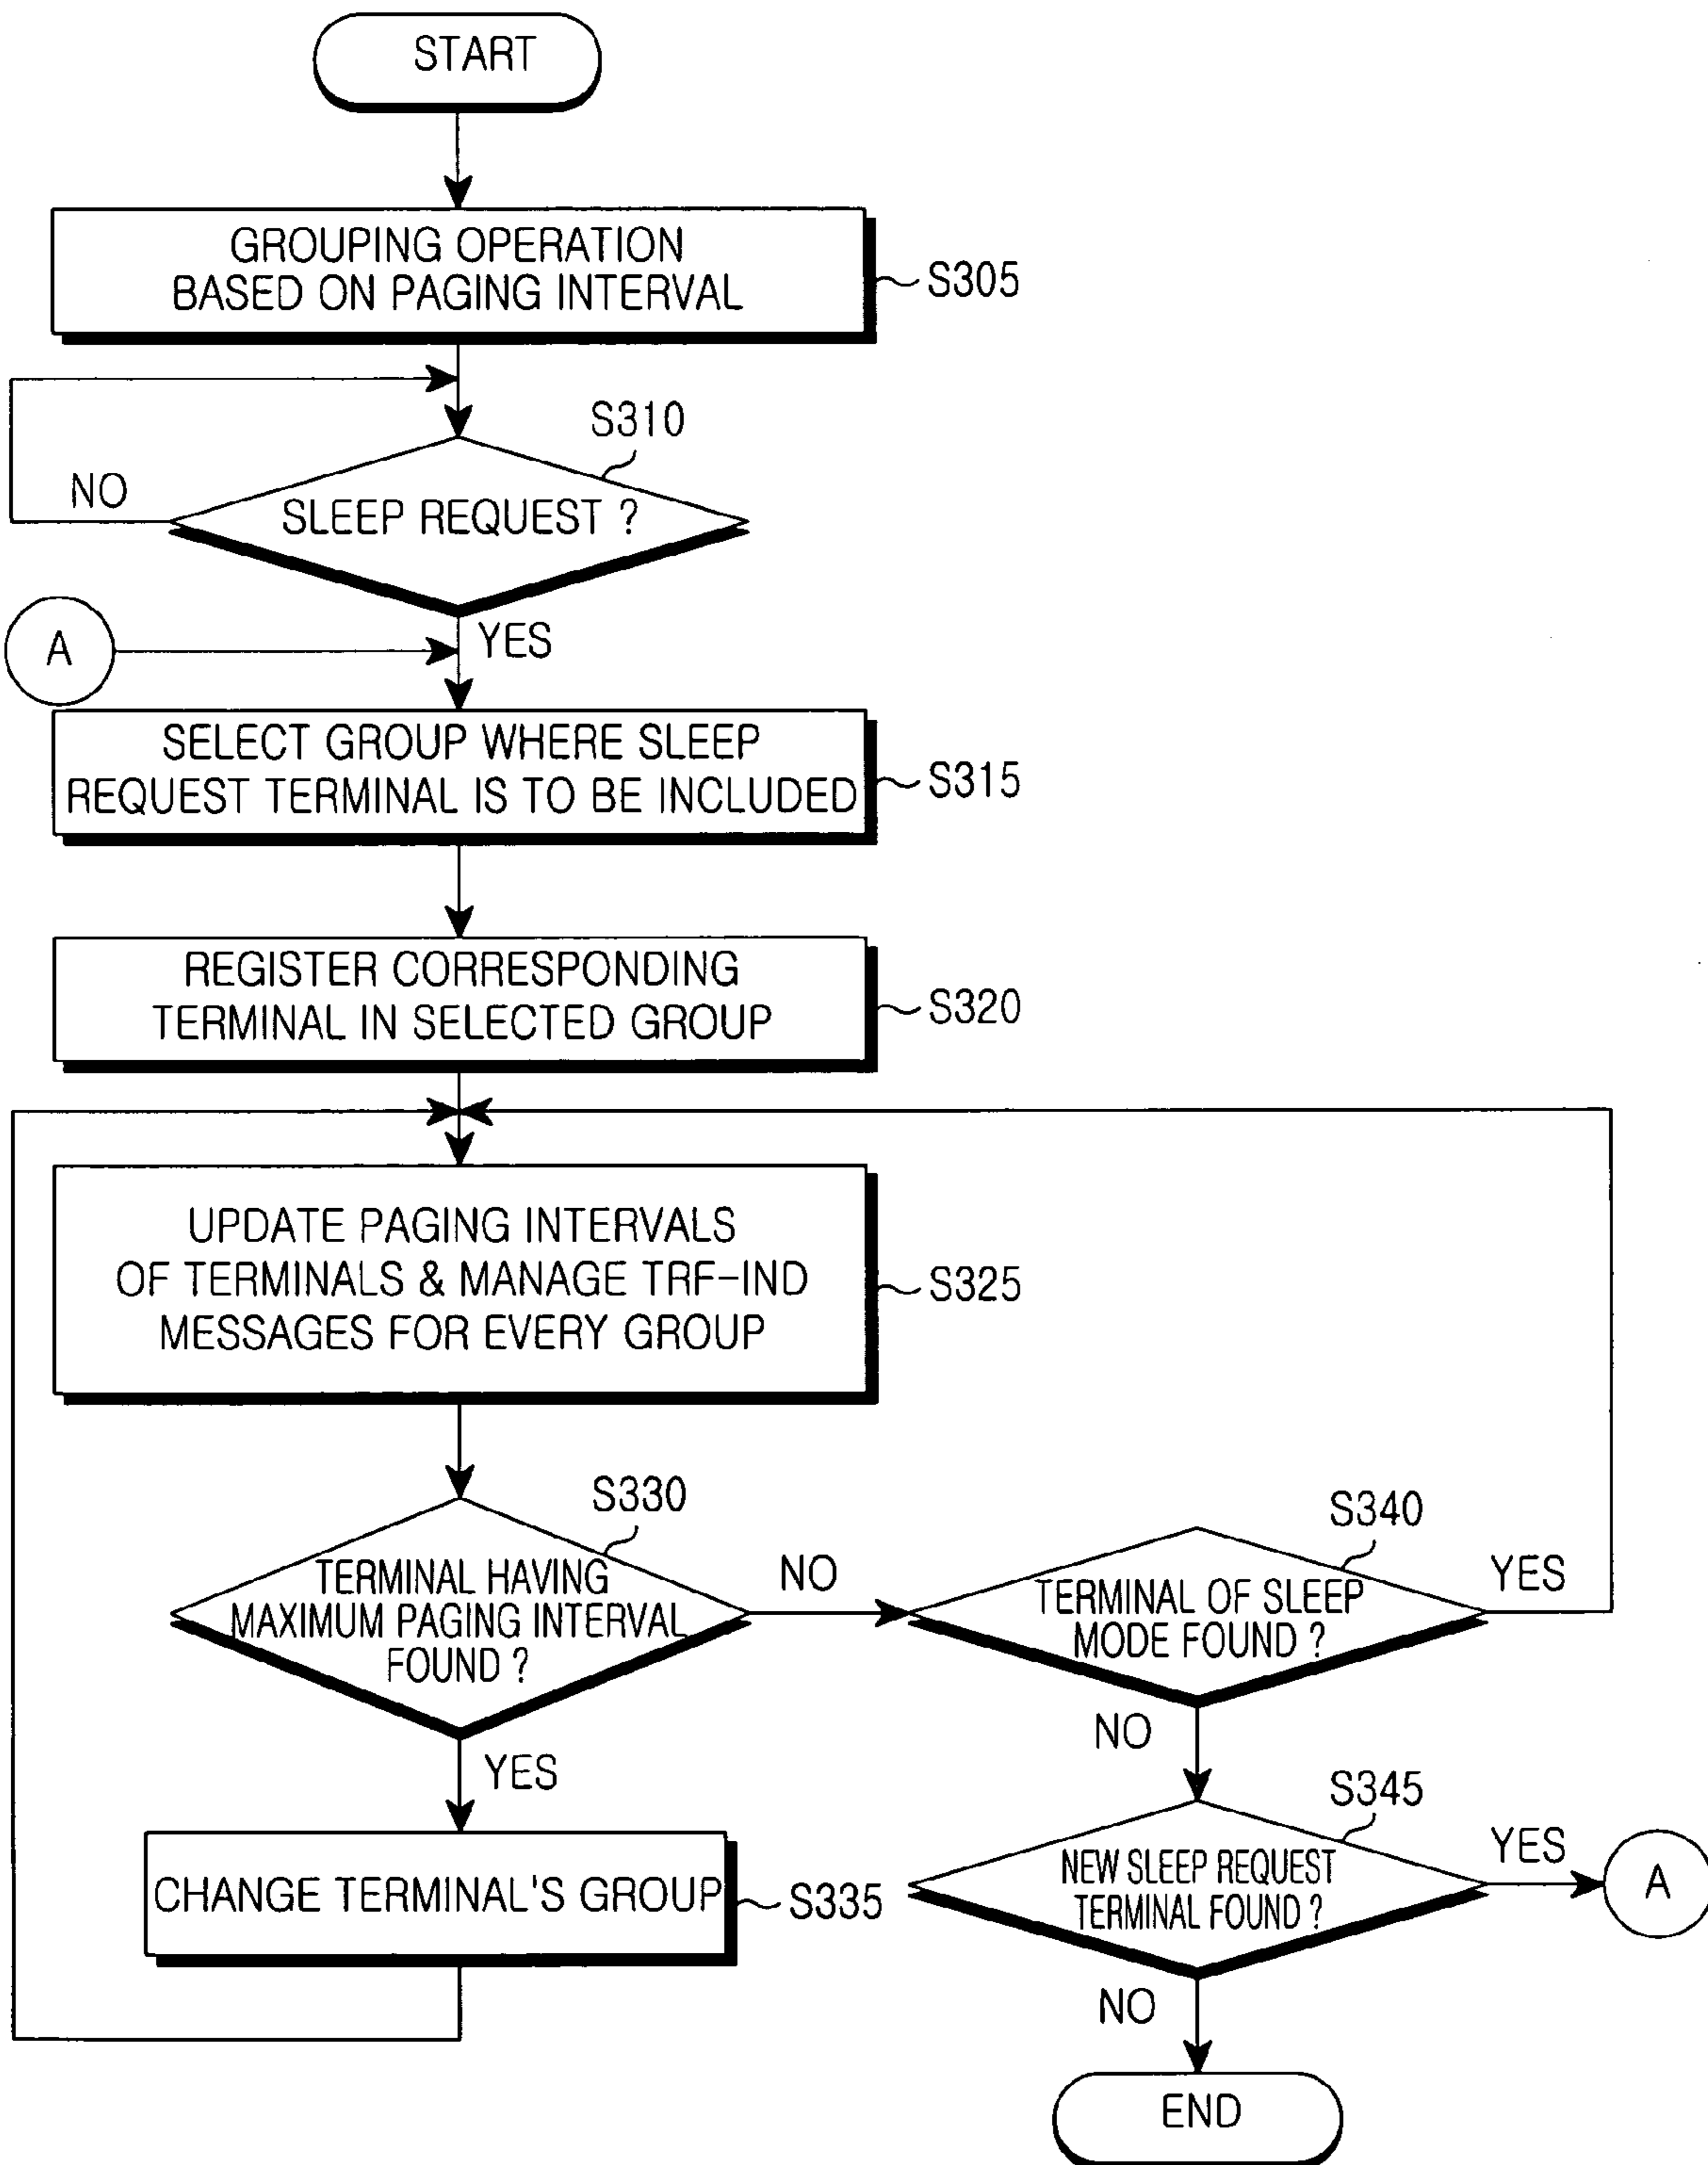 START
GROUPING OPERATION
BASED ON PAGING INTERVAL
S305
S310
NO
SLEEP REQUEST ?
A
YES
SELECT GROUP WHERE SLEEP
REQUEST TERMINAL IS TO BE INCLUDED
S315
REGISTER CORRESPONDING
TERMINAL IN SELECTED GROUP
S320
UPDATE PAGING INTERVALS
OF TERMINALS & MANAGE TRF-IND
MESSAGES FOR EVERY GROUP
S325
S330
TERMINAL HAVING
MAXIMUM PAGING INTERVAL
FOUND ?
NO
S340
TERMINAL OF SLEEP
MODE FOUND ?
YES
NO
YES
S345
NEW SLEEP REQUEST
TERMINAL FOUND ?
YES
A
CHANGE TERMINAL'S GROUP
S335
NO
END